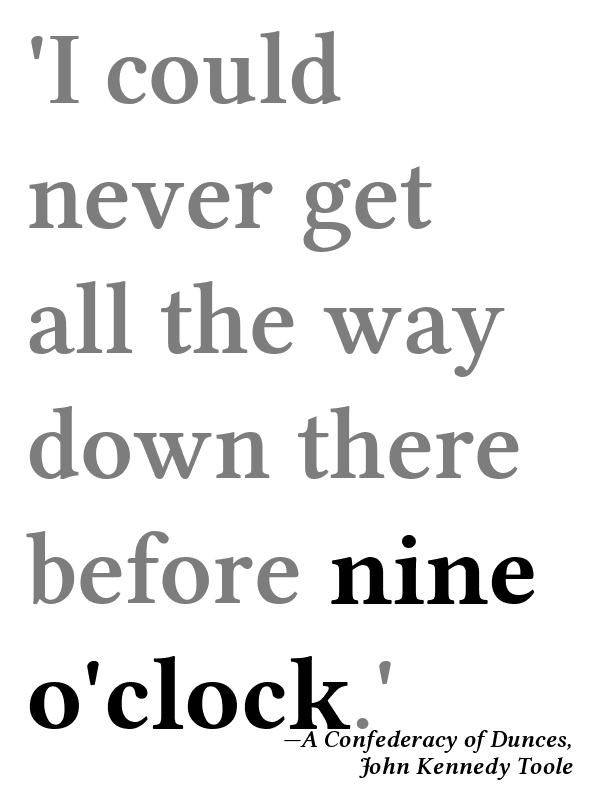 'I could
never get
all the way
down there
before nine
o'clock.'
—A Confederacy of Dunces,
John Kennedy Toole